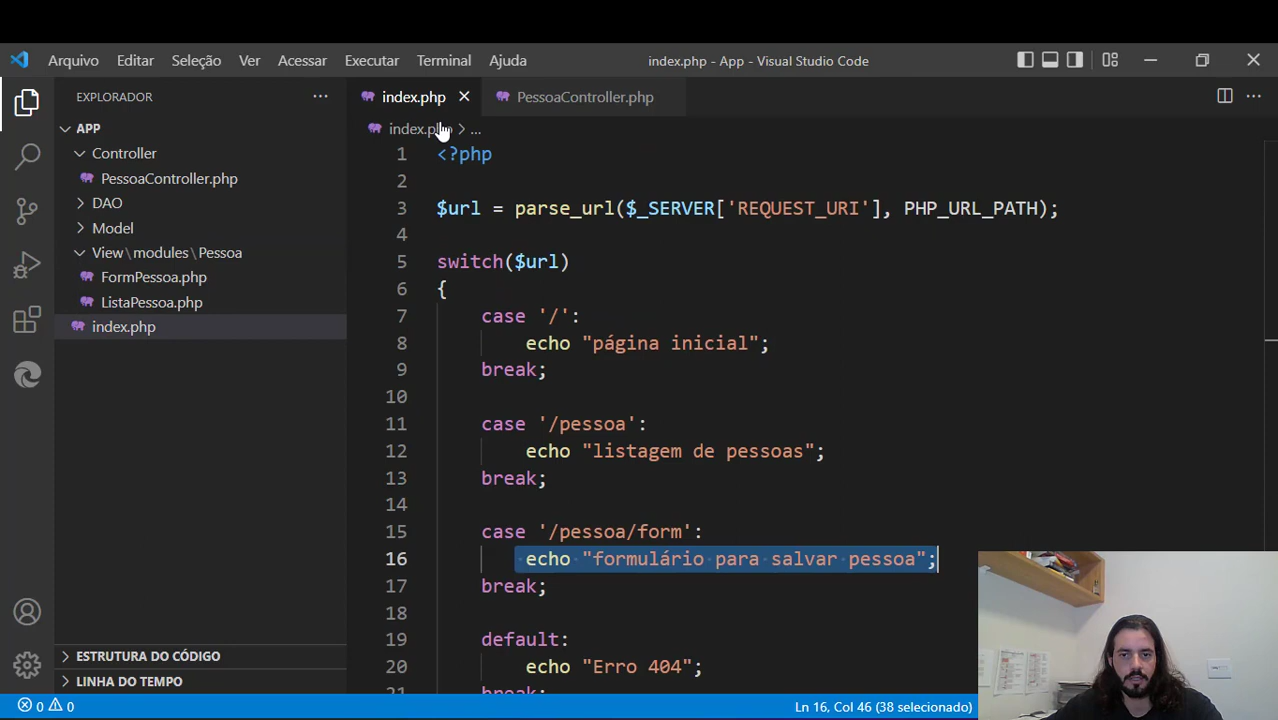 Arquivo Editar Seleção Ver Acessar Executar Terminal Ajuda index.php - App - Visual Studio Code
EXPLORADOR ...
APP
Controller
PessoaController.php
DAO
Model
View\modules\Pessoa
FormPessoa.php
ListaPessoa.php
index.php
ESTRUTURA DO CÓDIGO
LINHA DO TEMPO
index.php PessoaController.php
index.php > ...
1 <?php
2
3 $url = parse_url($_SERVER['REQUEST_URI'], PHP_URL_PATH);
4
5 switch($url)
6 {
7 case '/':
8 echo "página inicial";
9 break;
10
11 case '/pessoa':
12 echo "listagem de pessoas";
13 break;
14
15 case '/pessoa/form':
16 echo "formulário para salvar pessoa";
17 break;
18
19 default:
20 echo "Erro 404";
21 break;
0 0 Ln 16, Col 46 (38 selecionado)